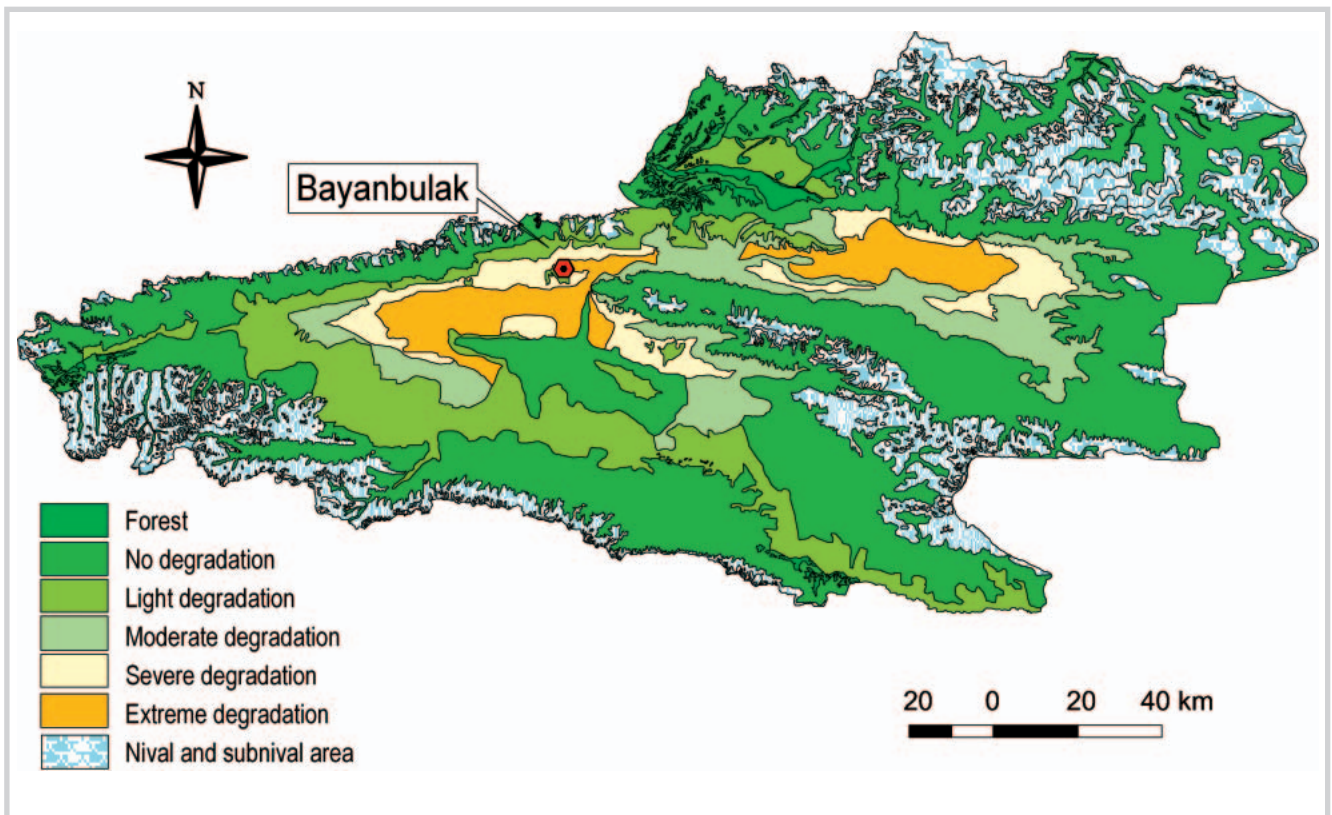 N
Bayanbulak
Forest
No degradation
Light degradation
Moderate degradation
Severe degradation
Extreme degradation
Nival and subnival area
20 0 20 40 km